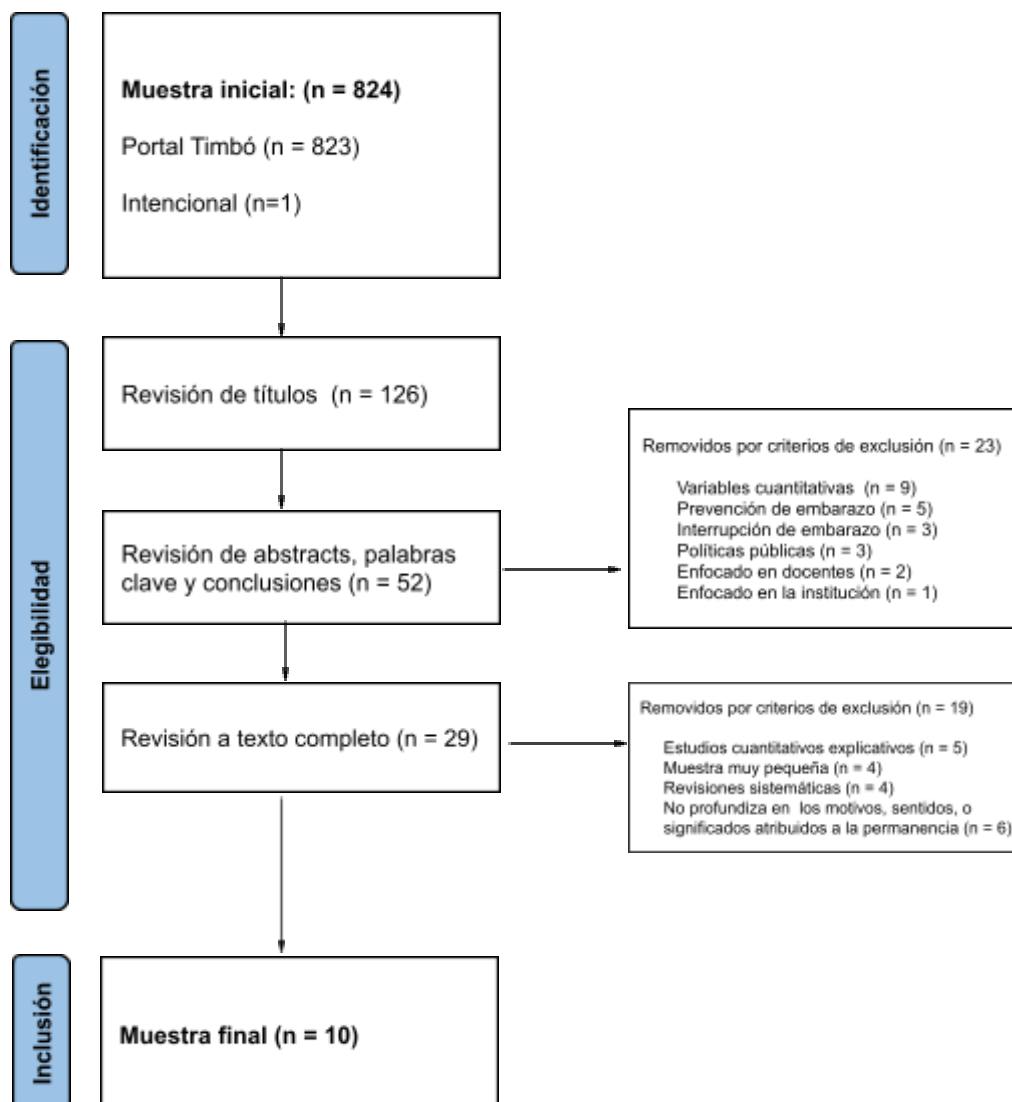 Identificación
Muestra inicial: (n = 824)
Portal Timbó (n = 823)
Intencional (n=1)
Elegibilidad
Revisión de títulos (n = 126)
Revisión de abstracts, palabras
clave y conclusiones (n = 52)
Removidos por criterios de exclusión (n = 23)
Variables cuantitativas (n = 9)
Prevención de embarazo (n = 5)
Interrupción de embarazo (n = 3)
Políticas públicas (n = 3)
Enfocado en docentes (n = 2)
Enfocado en la institución (n = 1)
Revisión a texto completo (n = 29)
Removidos por criterios de exclusión (n = 19)
Estudios cuantitativos explicativos (n = 5)
Muestra muy pequeña (n = 4)
Revisiones sistemáticas (n = 4)
No profundiza en los motivos, sentidos, o
significados atribuidos a la permanencia (n = 6)
Inclusión
Muestra final (n = 10)